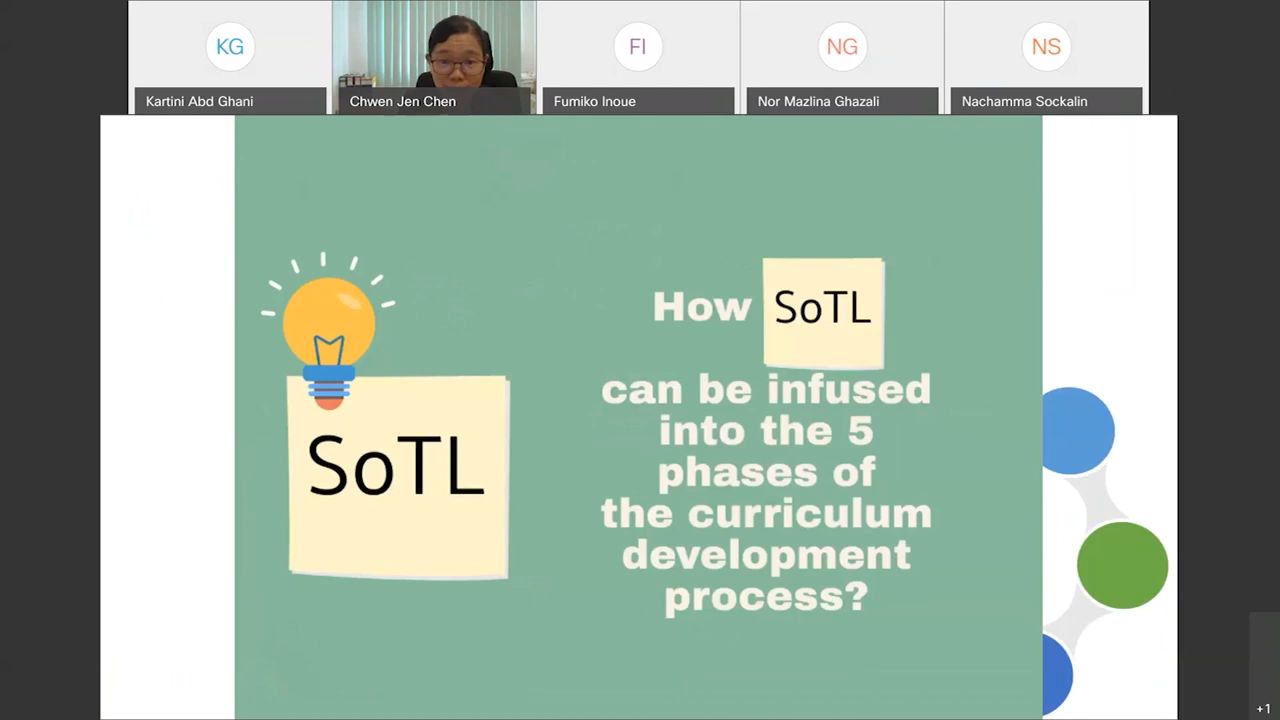 KG
FI
NG
NS
Kartini Abd Ghani
Chwen Jen Chen
Fumiko Inoue
Nor Mazlina Ghazali
Nachamma Sockalin
SoTL
How SoTL
can be infused
into the 5
phases of
the curriculum
development
process?
+1